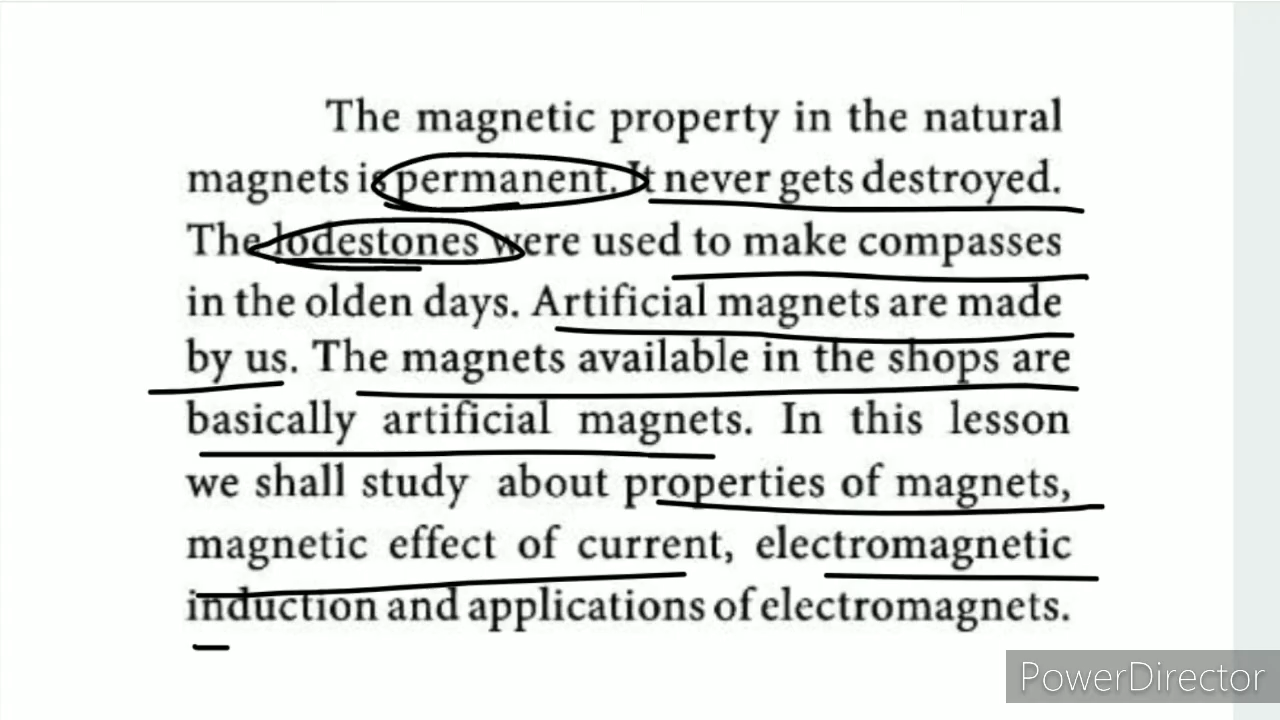 The magnetic property in the natural
magnets is permanent. It never gets destroyed.
The lodestones were used to make compasses
in the olden days. Artificial magnets are made
by us. The magnets available in the shops are
basically artificial magnets. In this lesson
we shall study about properties of magnets,
magnetic effect of current, electromagnetic
induction and applications of electromagnets.
PowerDirector